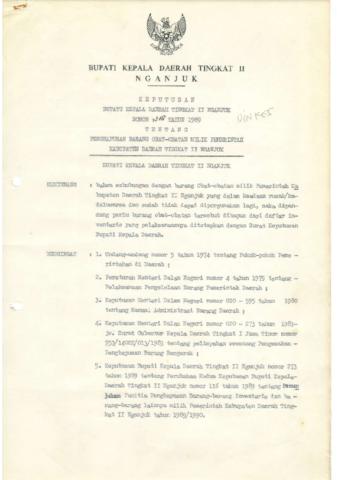 BUPATI KEPALA DAERAH TINGKAT II
NGANJUK
KEPUTUSAN
BUPATI KEPALA DAERAH TINGKAT II NGANJUK
NOMOR TAHUN 1989
DINKES
TENTANG
PENGHAPUSAN BARANG OBAT-OBATAN MILIK PEMERINTAH
KABUPATEN DAERAH TINGKAT II NGANJUK
BUPATI KEPALA DAERAH TINGKAT II NGANJUK
MENIMBANG : bahwa sehubungan dengan barang Obat-obatan milik Pemerintah Ka
bupaten Daerah Tingkat II Nganjuk yang dalam keadaan rusak/ka-
daluwarsa dan sudah tidak dapat dipergunakan lagi, maka dipan-
dang perlu barang obat-obatan tersebut dihapus dari daftar in-
ventaris yang pelaksanaannya ditetapkan dengan Surat Keputusan
Bupati Kepala Daerah.
MENGINGAT : 1. Undang-undang nomor 5 tahun 1974 tentang Pokok-pokok Peme -
rintahan di Daerah ;
2. Peraturan Menteri Dalam Negeri nomor 4 tahun 1979 tentang -
Pelaksanaan Pengelolaan Barang Pemerintah Daerah ;
3. Keputusan Menteri Dalam Negeri nomor 020 - 595 tahun 1980
tentang Manual Administrasi Barang Daerah ;
4. Keputusan Menteri Dalam Negeri nomor 020 - 273 tahun 1983-
jo. Surat Gubernur Kepala Daerah Tingkat I Jawa Timur nomor
tentang Pengesahan -
Penghapusan Barang Bergerak ;
5. Keputusan Bupati Kepala Daerah Tingkat II Nganjuk nomor 213
tahun 1989 tentang Perubahan Kedua Keputusan Bupati Kepala-
Daerah Tingkat II Nganjuk nomor 116 tahun 1989 tentang Penun
jukan Panitia Penghapusan Barang-barang Inventaris dan ba -
rang-barang lainnya milik Pemerintah Kabupaten Daerah Ting-
kat II Nganjuk tahun 1989/1990.